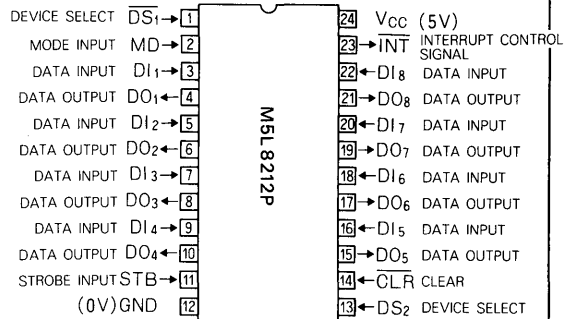 DEVICE SELECT D̅S̅₁→ 1
MODE INPUT MD→ 2
DATA INPUT DI₁→ 3
DATA OUTPUT DO₁← 4
DATA INPUT DI₂→ 5
DATA OUTPUT DO₂← 6
DATA INPUT DI₃→ 7
DATA OUTPUT DO₃← 8
DATA INPUT DI₄→ 9
DATA OUTPUT DO₄← 10
STROBE INPUT STB→ 11
(0V) GND 12
M5L8212P
24 VCC (5V)
23 →I̅N̅T̅ INTERRUPT CONTROL
SIGNAL
22 ←DI₈ DATA INPUT
21 →DO₈ DATA OUTPUT
20 ←DI₇ DATA INPUT
19 →DO₇ DATA OUTPUT
18 ←DI₆ DATA INPUT
17 →DO₆ DATA OUTPUT
16 ←DI₅ DATA INPUT
15 →DO₅ DATA OUTPUT
14 ←C̅L̅R̅ CLEAR
13 ←DS₂ DEVICE SELECT